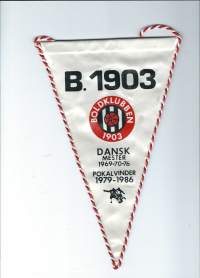 B.1903
BOLDKLUBBEN
1903
DANSK
MESTER
1969-70-76
POKALVINDER
1979-1986